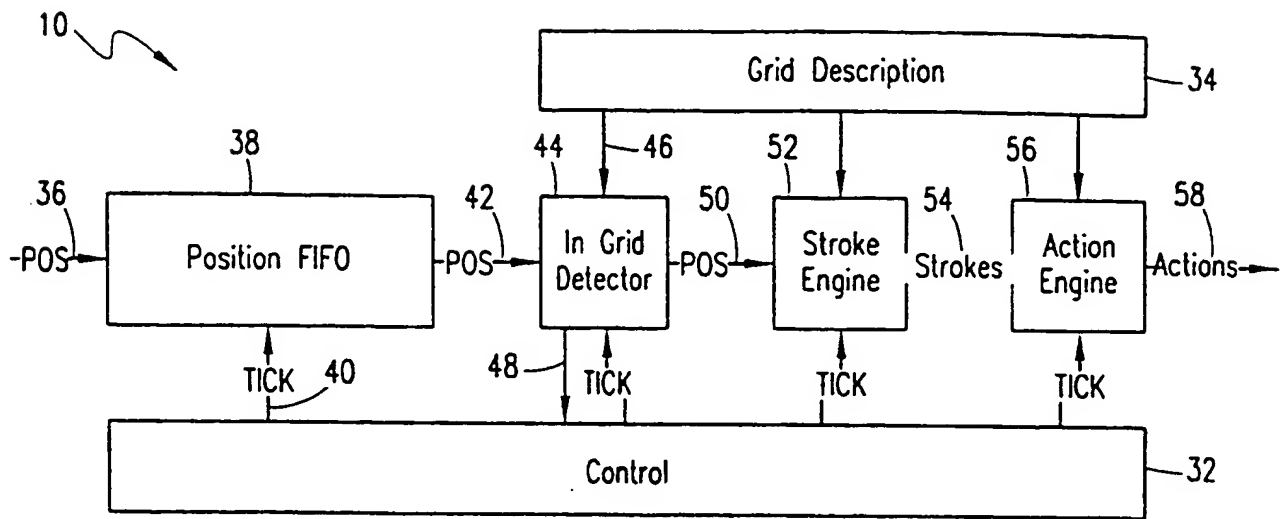 10
Grid Description
34
36
38
42
44
46
50
52
54
56
58
POS
Position FIFO
POS
In Grid
Detector
POS
Stroke
Engine
Strokes
Action
Engine
Actions
TICK
40
48
TICK
TICK
TICK
Control
32